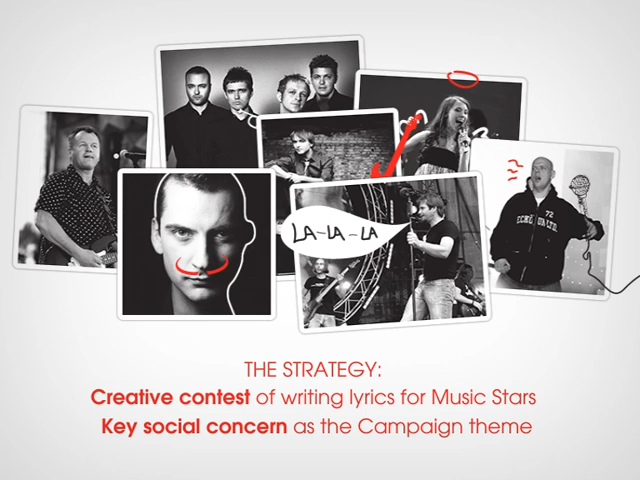 LA~LA~LA
72
THE STRATEGY:
Creative contest of writing lyrics for Music Stars
Key social concern as the Campaign theme